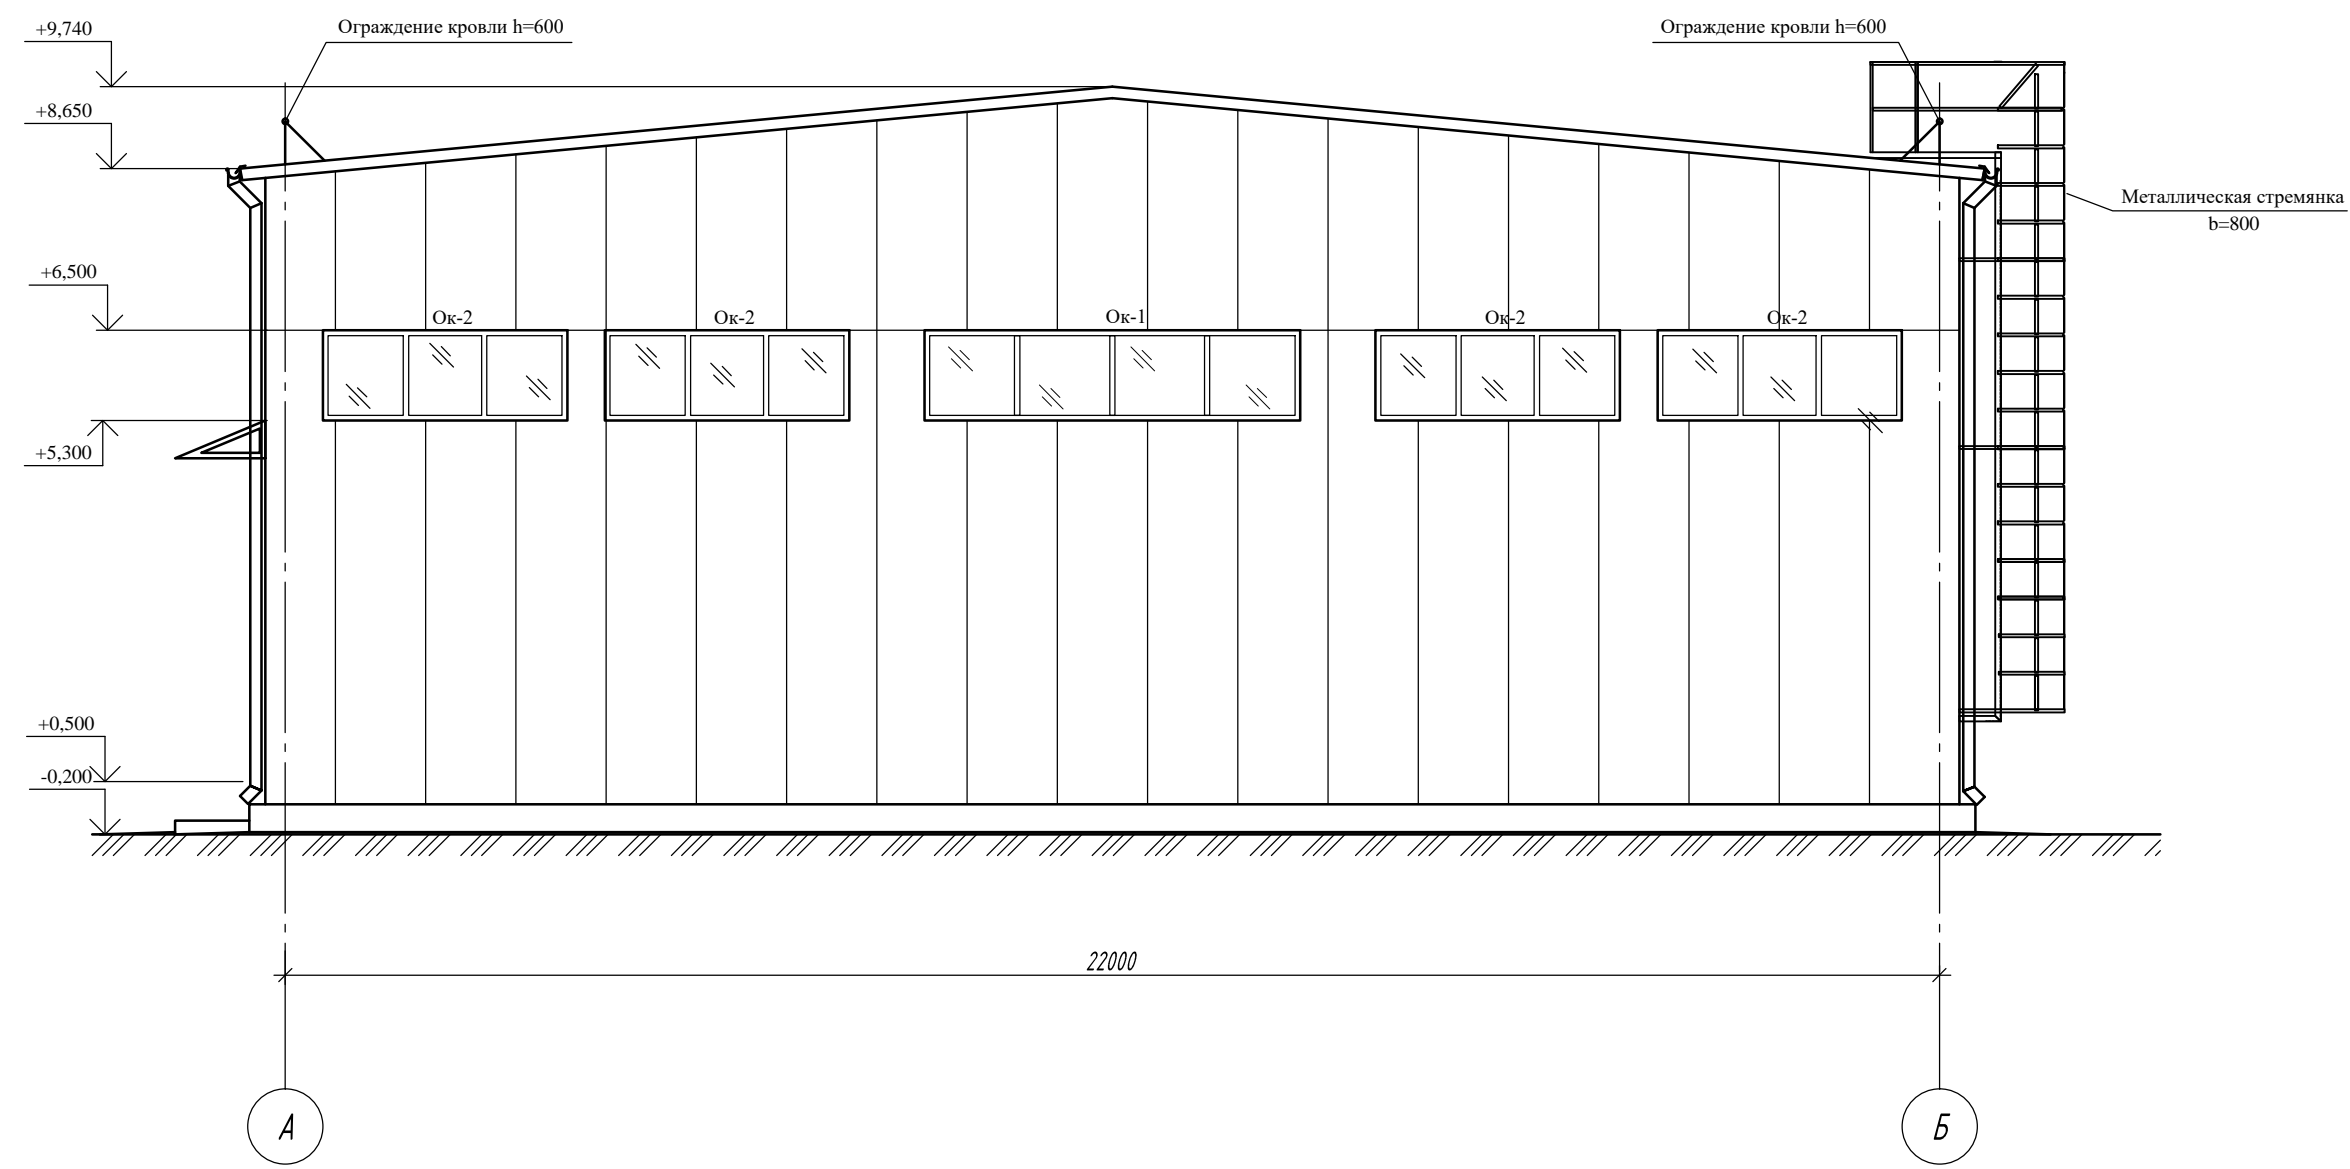 +9,740
Ограждение кровли h=600
Ограждение кровли h=600
+8,650
Металлическая стремянка
b=800
+6,500
Ок-2
Ок-2
Ок-1
Ок-2
Ок-2
+5,300
+0,500
-0,200
22000
А
Б